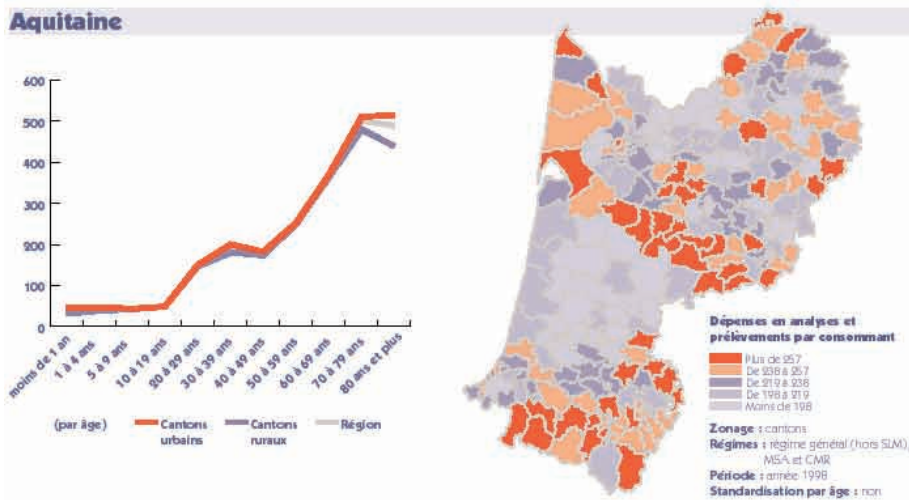 Aquitaine
600
500
400
300
200
100
0
moins de 1 an
1 à 4 ans
5 à 9 ans
10 à 19 ans
20 à 29 ans
30 à 39 ans
40 à 49 ans
50 à 59 ans
60 à 69 ans
70 à 79 ans
80 ans et plus
(par âge)
Cantons urbains
Cantons ruraux
Région
Dépenses en analyses et
prélèvements par consommant
Plus de 257
De 238 à 257
De 219 à 238
De 198 à 219
Moins de 198
Zonage : cantons
Régimes : régime général (hors SLM),
MSA et CMR
Période : année 1998
Standardisation par âge : non